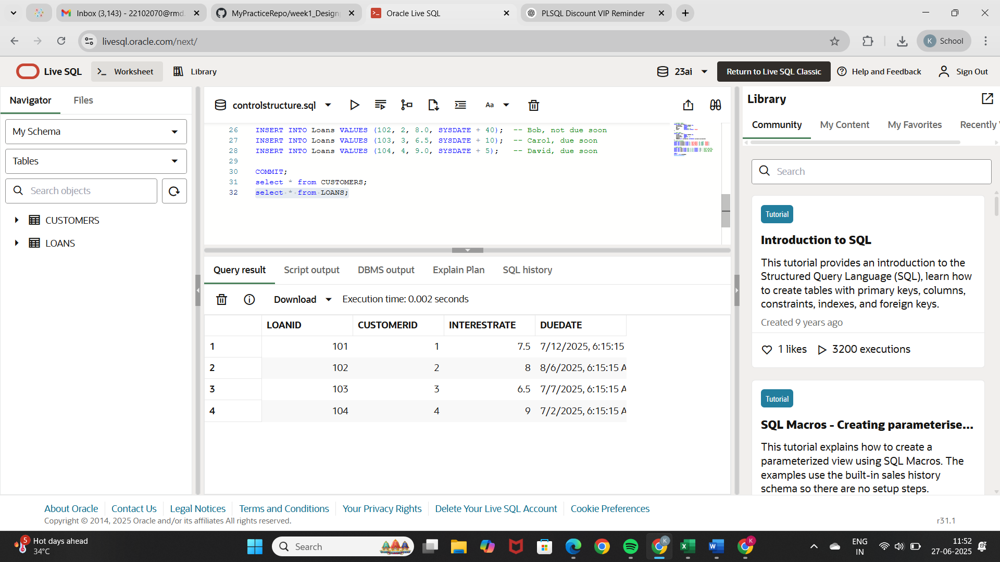 Inbox (3,143) - 22102070@rmd.
MyPracticeRepo/week1_Design
Oracle Live SQL
PLSQL Discount VIP Reminder
livesql.oracle.com/next/
K School
Live SQL
Worksheet
Library
23ai
Return to Live SQL Classic
Help and Feedback
Sign Out
Navigator
Files
My Schema
Tables
Search objects
CUSTOMERS
LOANS
controlstructure.sql
Aa
26 INSERT INTO Loans VALUES (102, 2, 8.0, SYSDATE + 40); -- Bob, not due soon
27 INSERT INTO Loans VALUES (103, 3, 6.5, SYSDATE + 10); -- Carol, due soon
28 INSERT INTO Loans VALUES (104, 4, 9.0, SYSDATE + 5); -- David, due soon
29
30 COMMIT;
31 select * from CUSTOMERS;
32 select * from LOANS;
Query result
Script output
DBMS output
Explain Plan
SQL history
Download
Execution time: 0.002 seconds
LOANID CUSTOMERID INTERESTRATE DUEDATE
1 101 1 7.5 7/12/2025, 6:15:15
2 102 2 8 8/6/2025, 6:15:15 A
3 103 3 6.5 7/7/2025, 6:15:15 A
4 104 4 9 7/2/2025, 6:15:15 A
Library
Community
My Content
My Favorites
Recently
Search
Tutorial
Introduction to SQL
This tutorial provides an introduction to the
Structured Query Language (SQL), learn how
to create tables with primary keys, columns,
constraints, indexes, and foreign keys.
Created 9 years ago
1 likes
3200 executions
Tutorial
SQL Macros - Creating parameterise...
This tutorial explains how to create a
parameterized view using SQL Macros. The
examples use the built-in sales history
schema so there are no setup steps.
About Oracle
Contact Us
Legal Notices
Terms and Conditions
Your Privacy Rights
Delete Your Live SQL Account
Cookie Preferences
Copyright © 2014, 2025 Oracle and/or its affiliates All rights reserved.
r31.1
5
Hot days ahead
34°C
Search
K
K
ENG
IN
11:52
27-06-2025